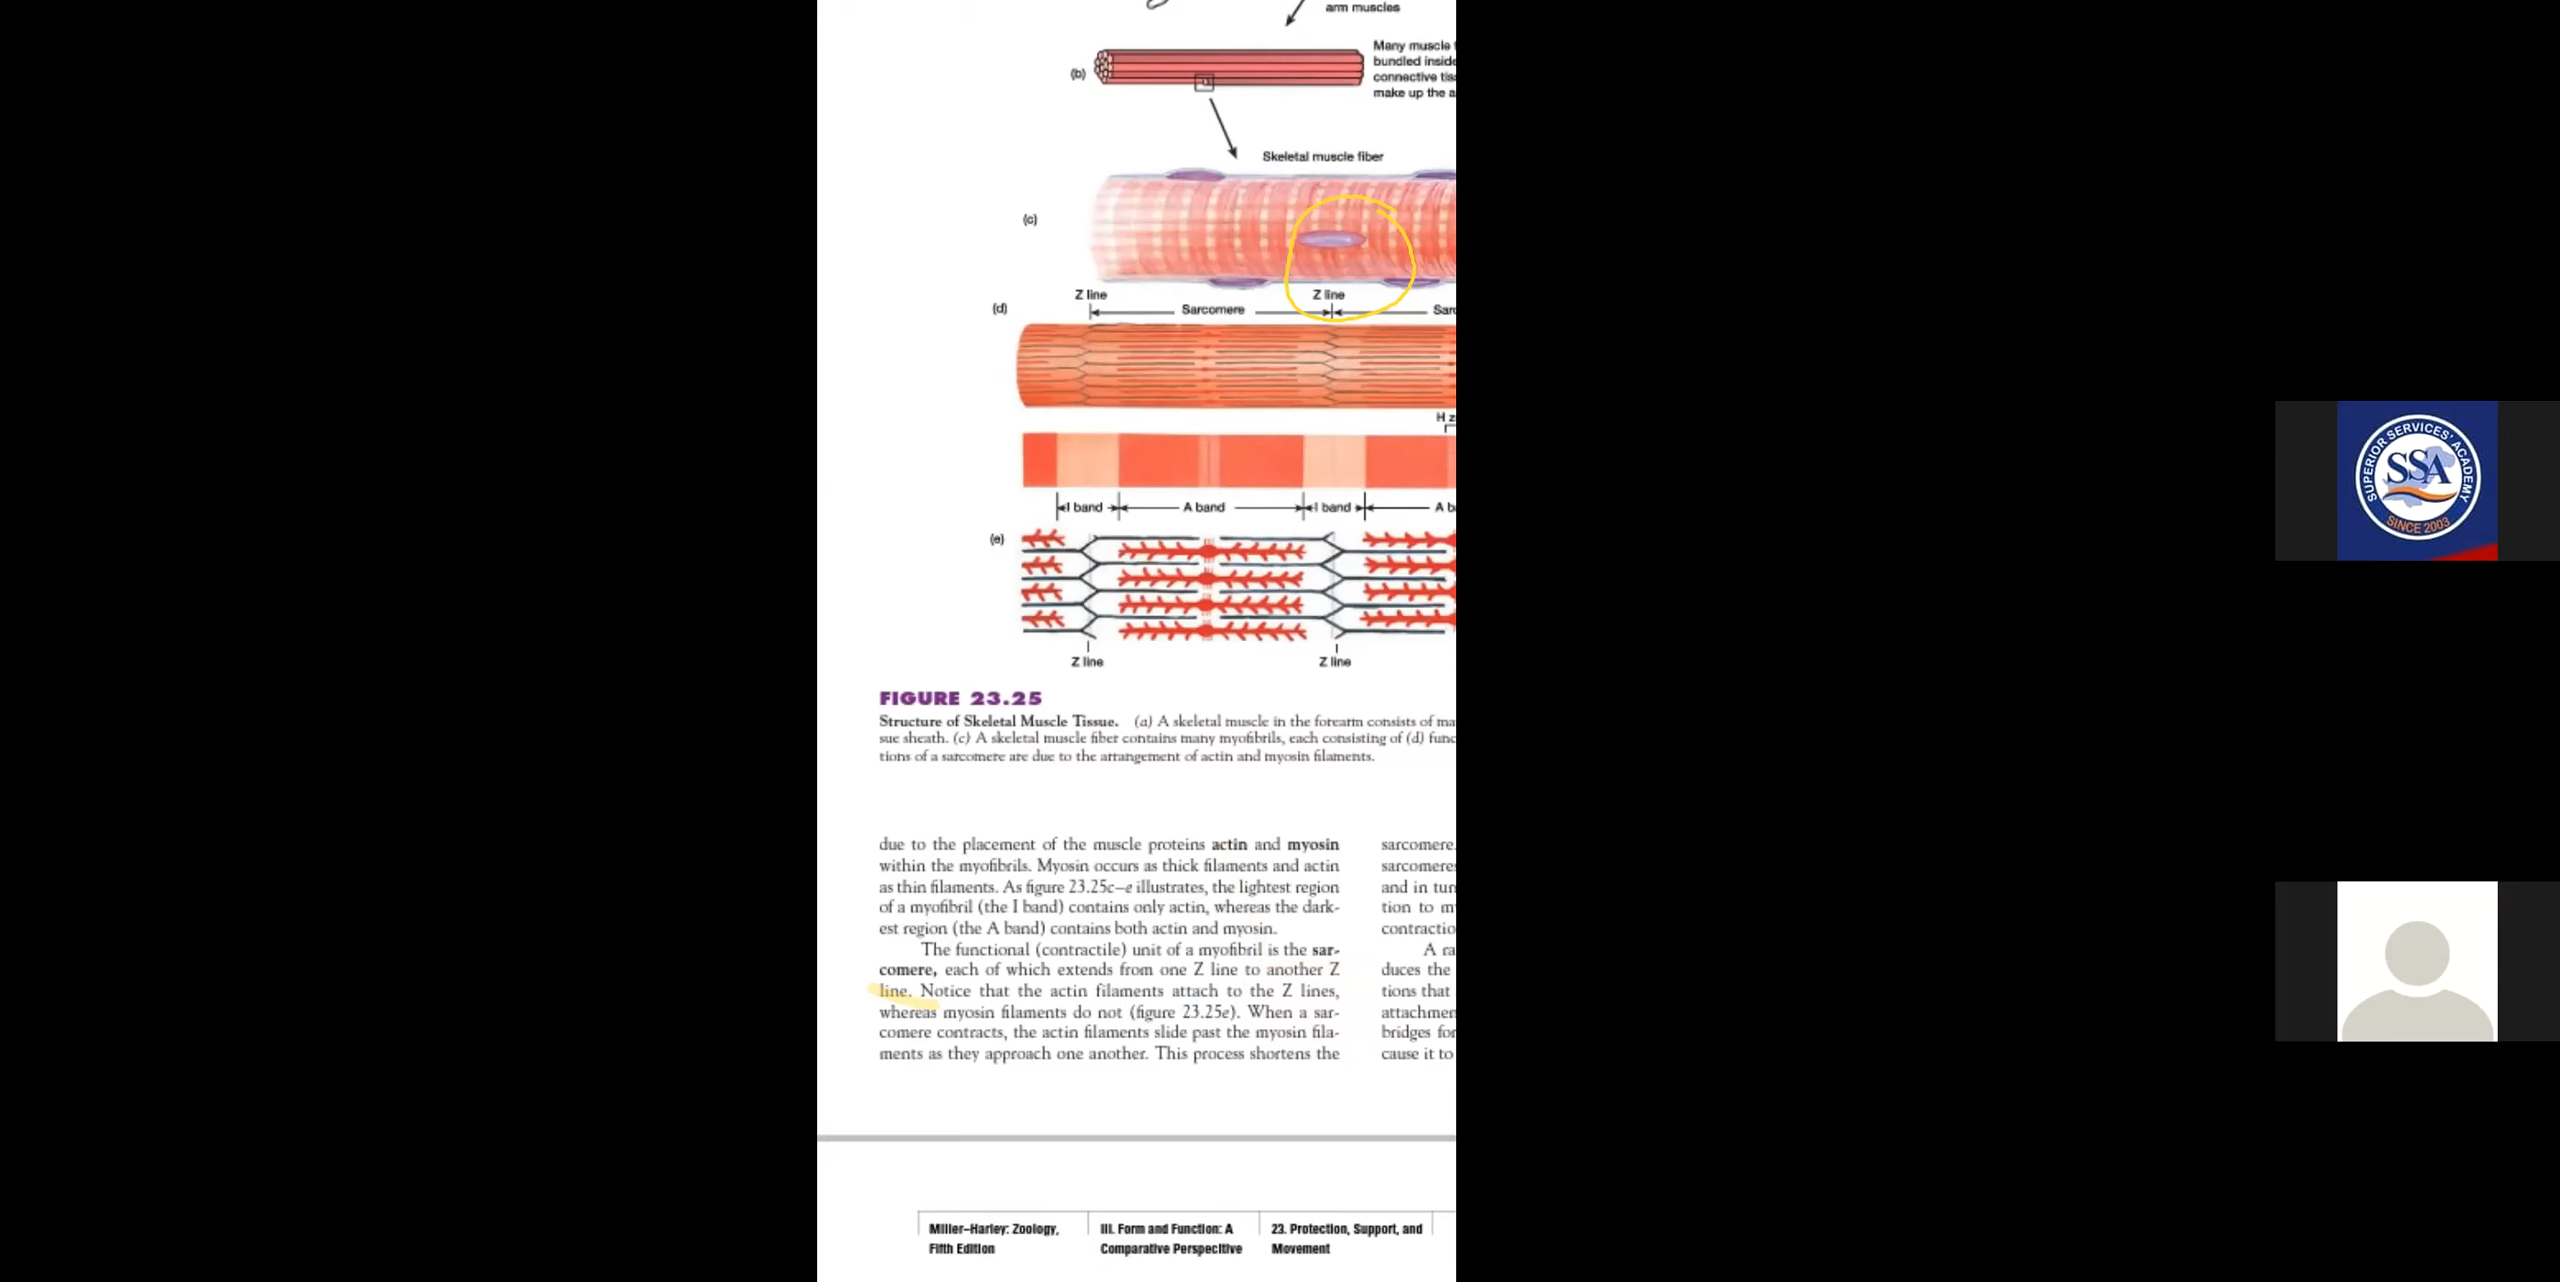 arm muscles
Many muscle
bundled inside
connective tis
make up the a
(b)
Skeletal muscle fiber
(c)
Z line
Z line
(d)
Sarcomere
Sar
H z
I band
A band
I band
A b
(e)
Z line
Z line
FIGURE 23.25
Structure of Skeletal Muscle Tissue. (a) A skeletal muscle in the forearm consists of ma
sue sheath. (c) A skeletal muscle fiber contains many myofibrils, each consisting of (d) func
tions of a sarcomere are due to the arrangement of actin and myosin filaments.
due to the placement of the muscle proteins actin and myosin
within the myofibrils. Myosin occurs as thick filaments and actin
as thin filaments. As figure 23.25c–e illustrates, the lightest region
of a myofibril (the I band) contains only actin, whereas the dark-
est region (the A band) contains both actin and myosin.
The functional (contractile) unit of a myofibril is the sar-
comere, each of which extends from one Z line to another Z
line. Notice that the actin filaments attach to the Z lines,
whereas myosin filaments do not (figure 23.25e). When a sar-
comere contracts, the actin filaments slide past the myosin fila-
ments as they approach one another. This process shortens the
sarcomere.
sarcomeres
and in tur
tion to m
contractio
A ra
duces the
tions that
attachmen
bridges for
cause it to
Miller–Harley: Zoology,
Fifth Edition
III. Form and Function: A
Comparative Perspecitive
23. Protection, Support, and
Movement
SUPERIOR SERVICES' ACADEMY
SSA
SINCE 2003